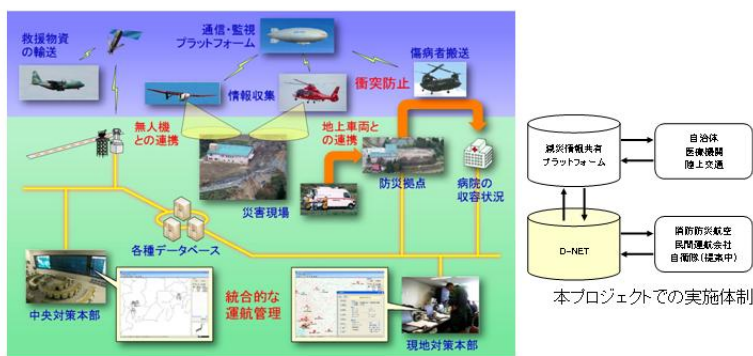 救援物資
の輸送
通信・監視
プラットフォーム
傷病者搬送
衝突防止
情報収集
無人機
との連携
地上車両と
の連携
防災拠点
病院の
収容状況
災害現場
各種データベース
中央対策本部
統合的な
運航管理
現地対策本部
減災情報共有
プラットフォーム
自治体
医療機関
陸上交通
D-NET
消防防災航空
民間運航会社
自衛隊(提案中)
本プロジェクトでの実施体制